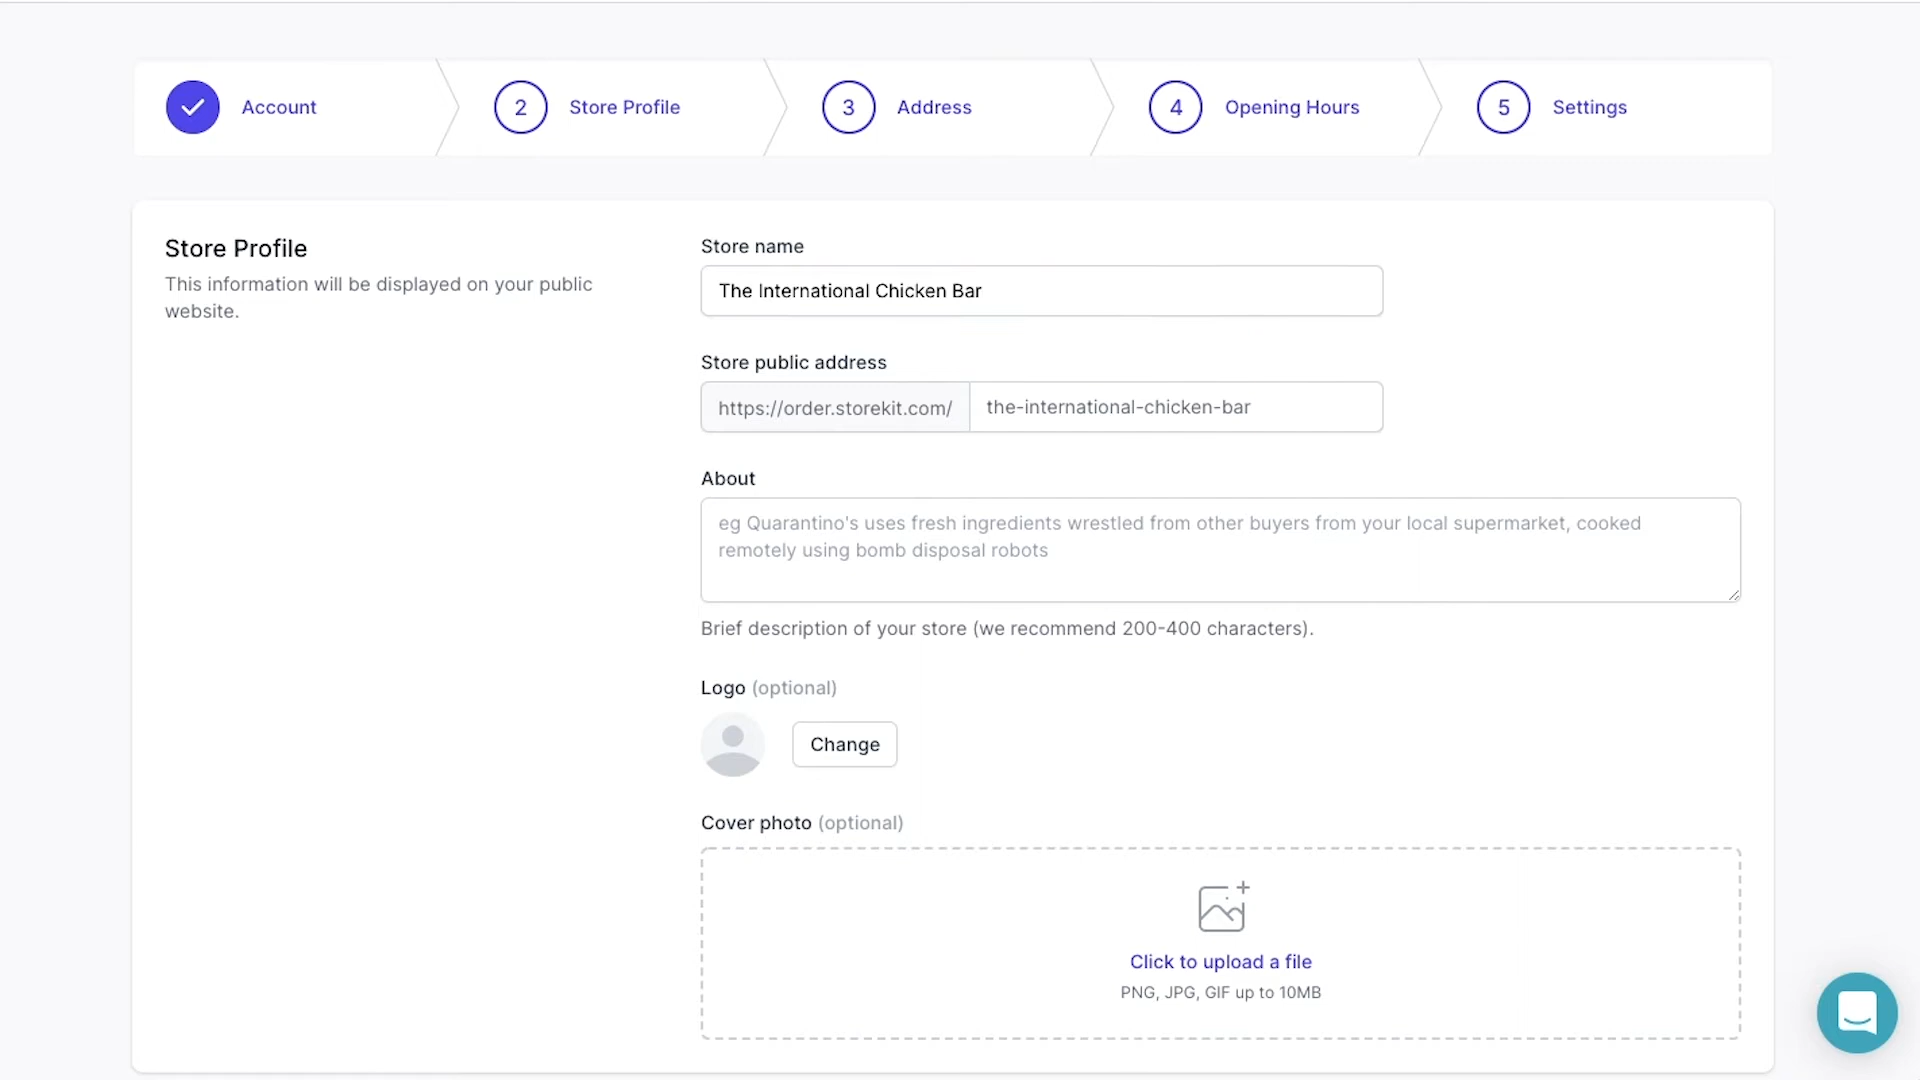 Account
2 Store Profile
3 Address
4 Opening Hours
5 Settings
Store Profile
This information will be displayed on your public
website.
Store name
The International Chicken Bar
Store public address
https://order.storekit.com/ the-international-chicken-bar
About
eg Quarantino's uses fresh ingredients wrestled from other buyers from your local supermarket, cooked
remotely using bomb disposal robots
Brief description of your store (we recommend 200-400 characters).
Logo (optional)
Change
Cover photo (optional)
Click to upload a file
PNG, JPG, GIF up to 10MB